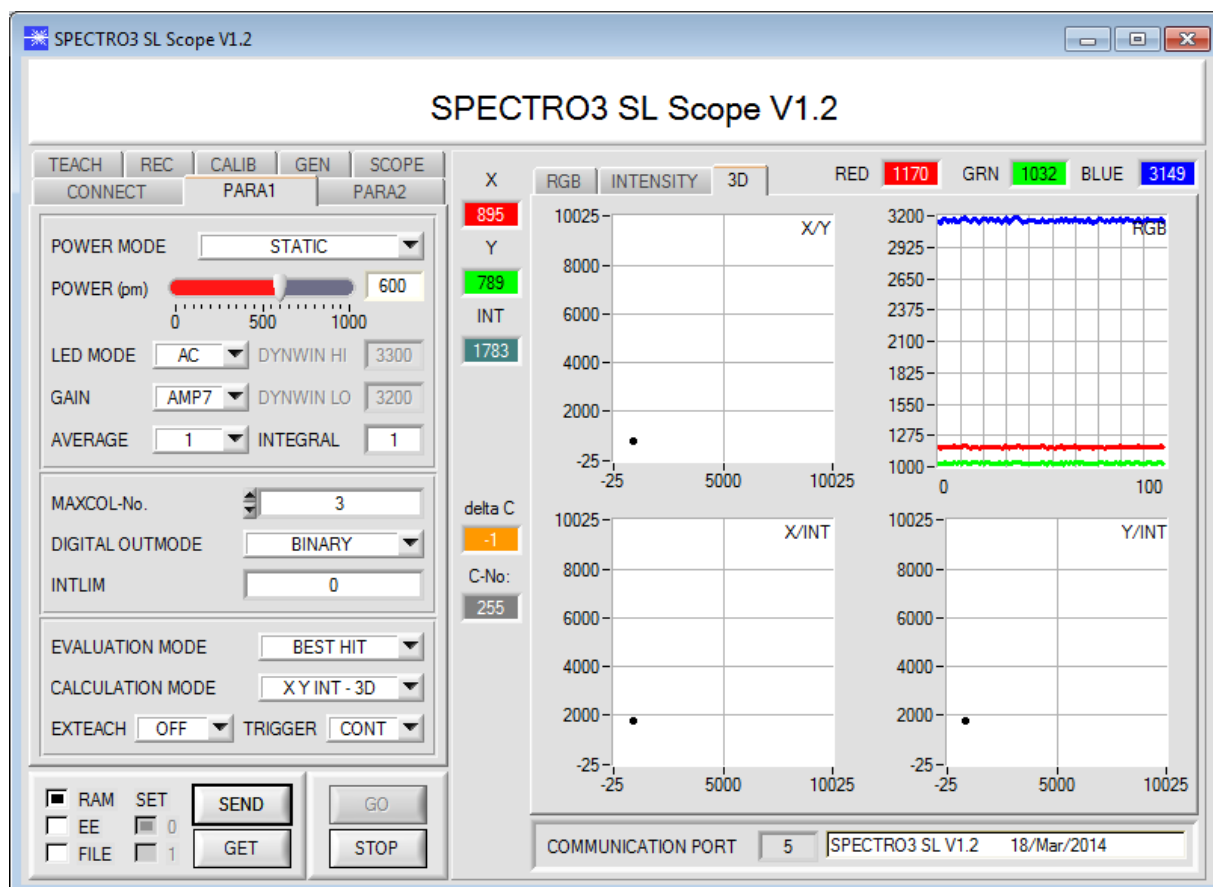 SPECTRO3 SL Scope V1.2
SPECTRO3 SL Scope V1.2
TEACH REC CALIB GEN SCOPE
CONNECT PARA1 PARA2
POWER MODE STATIC
POWER (pm) 600
0 500 1000
LED MODE AC DYNWIN HI 3300
GAIN AMP7 DYNWIN LO 3200
AVERAGE 1 INTEGRAL 1
MAXCOL-No. 3
DIGITAL OUTMODE BINARY
INTLIM 0
EVALUATION MODE BEST HIT
CALCULATION MODE X Y INT - 3D
EXTEACH OFF TRIGGER CONT
RAM SET SEND GO
EE 0
FILE 1 GET STOP
X
895
Y
789
INT
1783
delta C
-1
C-No:
255
RGB INTENSITY 3D RED 1170 GRN 1032 BLUE 3149
X/Y
10025
8000
6000
4000
2000
-25
-25 5000 10025
RGB
3200
2925
2650
2375
2100
1825
1550
1275
1000
0 100
X/INT
10025
8000
6000
4000
2000
-25
-25 5000 10025
Y/INT
10025
8000
6000
4000
2000
-25
-25 5000 10025
COMMUNICATION PORT 5 SPECTRO3 SL V1.2 18/Mar/2014